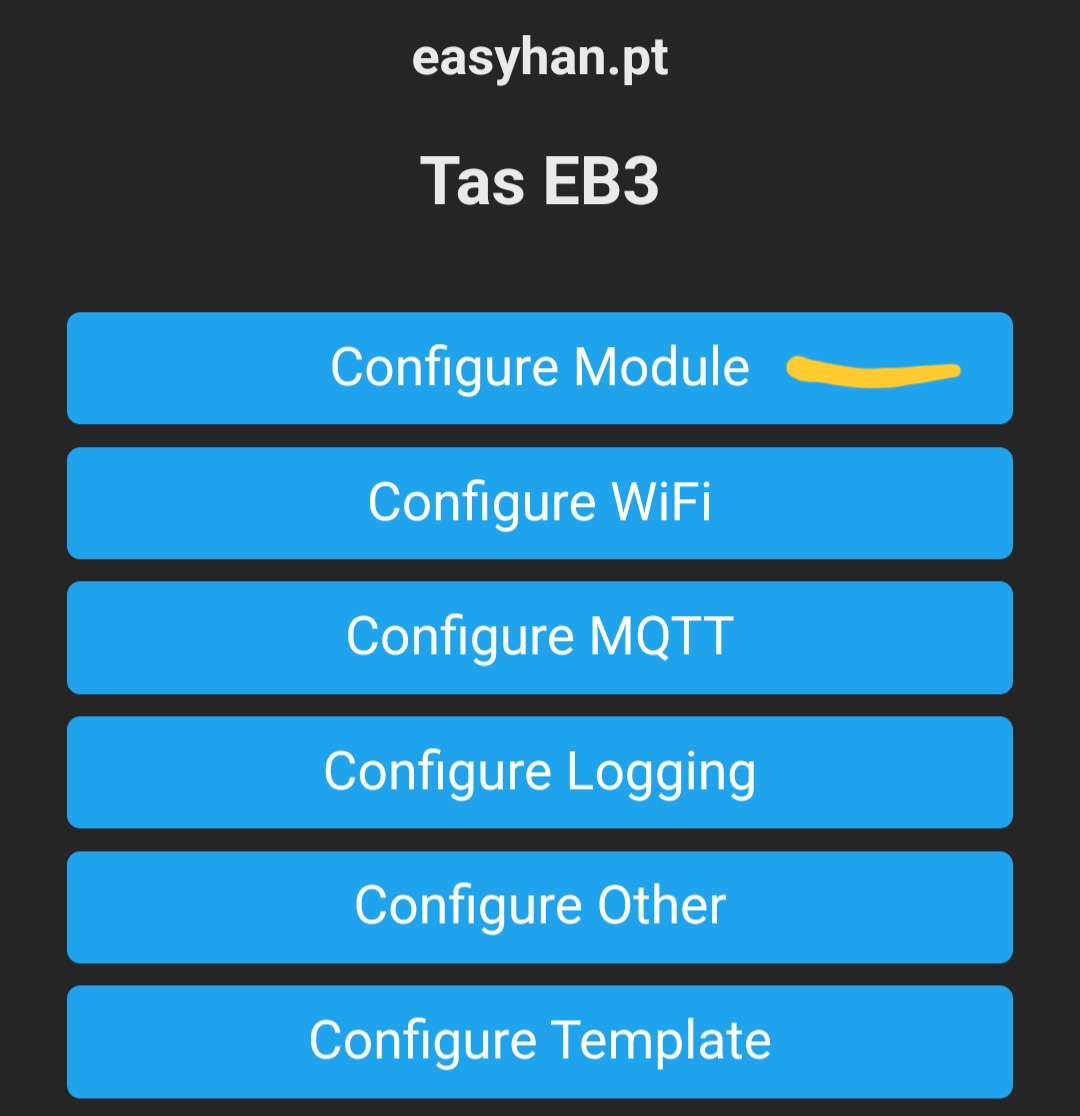 easyhan.pt
Tas EB3
Configure Module
Configure WiFi
Configure MQTT
Configure Logging
Configure Other
Configure Template